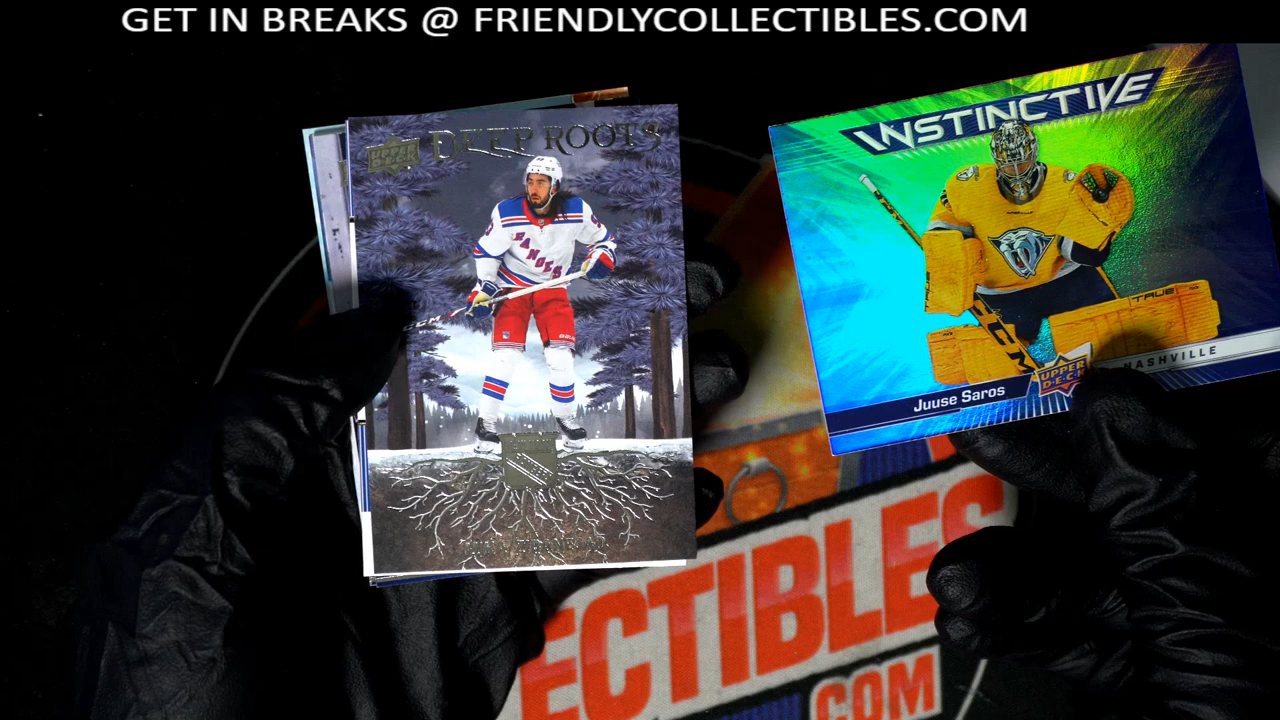 GET IN BREAKS @ FRIENDLYCOLLECTIBLES.COM
UPPER DECK
DEEP ROOTS
RANGERS
INSTINCTIVE
TRUE
CCM
NASHVILLE
UPPER DECK
Juuse Saros
ECTIBLES
.COM